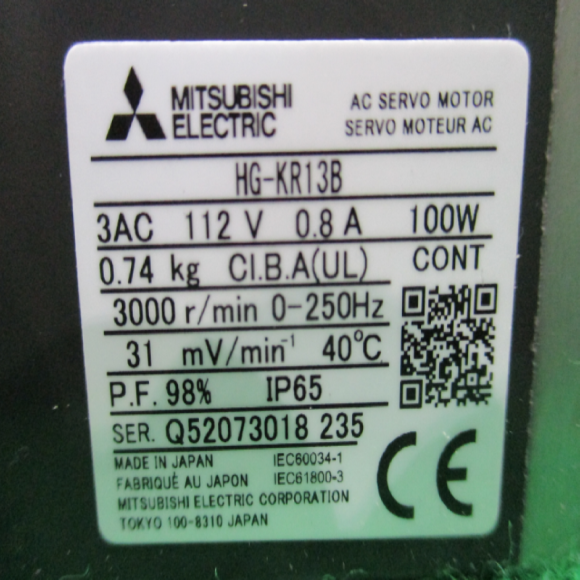 MITSUBISHI
ELECTRIC
AC SERVO MOTOR
SERVO MOTEUR AC
HG-KR13B
3AC 112 V 0.8 A 100W
0.74 kg CI.B.A(UL) CONT
3000 r/min 0-250Hz
31 mV/min⁻¹ 40℃
P.F. 98% IP65
SER. Q52073018 235
MADE IN JAPAN IEC60034-1
FABRIQUÉ AU JAPON IEC61800-3
MITSUBISHI ELECTRIC CORPORATION
TOKYO 100-8310 JAPAN
CE